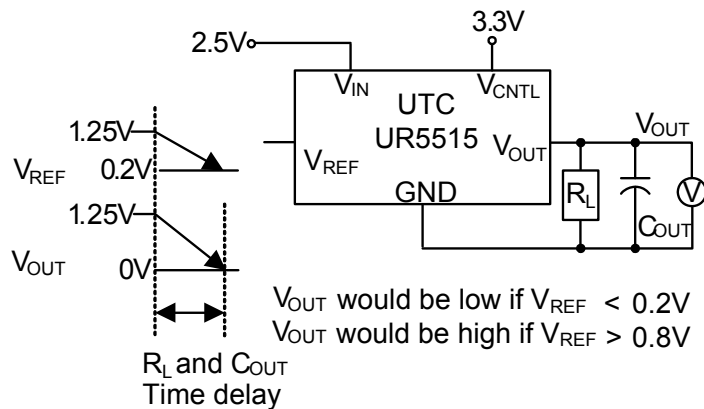 2.5V
3.3V
VIN
VCNTL
UTC
UR5515
VREF
VOUT
GND
VOUT
RL
COUT
V
1.25V
VREF 0.2V
1.25V
VOUT 0V
RL and COUT
Time delay
VOUT would be low if VREF < 0.2V
VOUT would be high if VREF > 0.8V